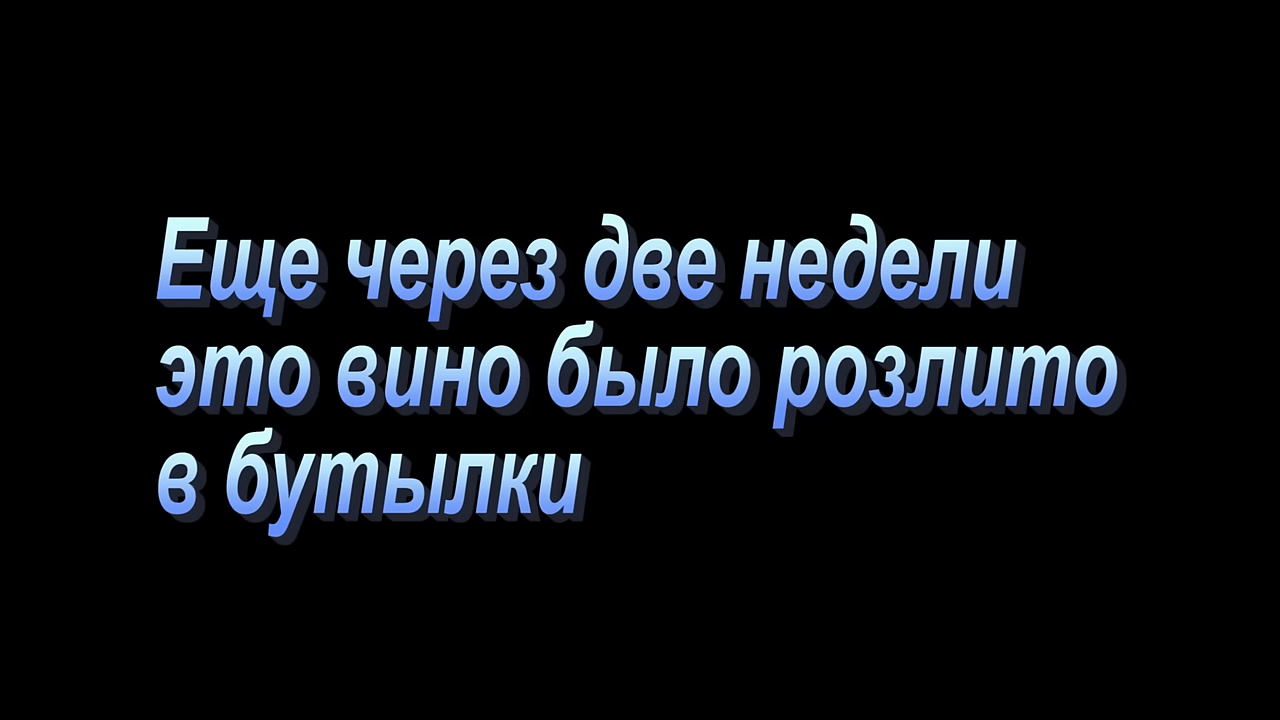 Еще через две недели
это вино было розлито
в бутылки